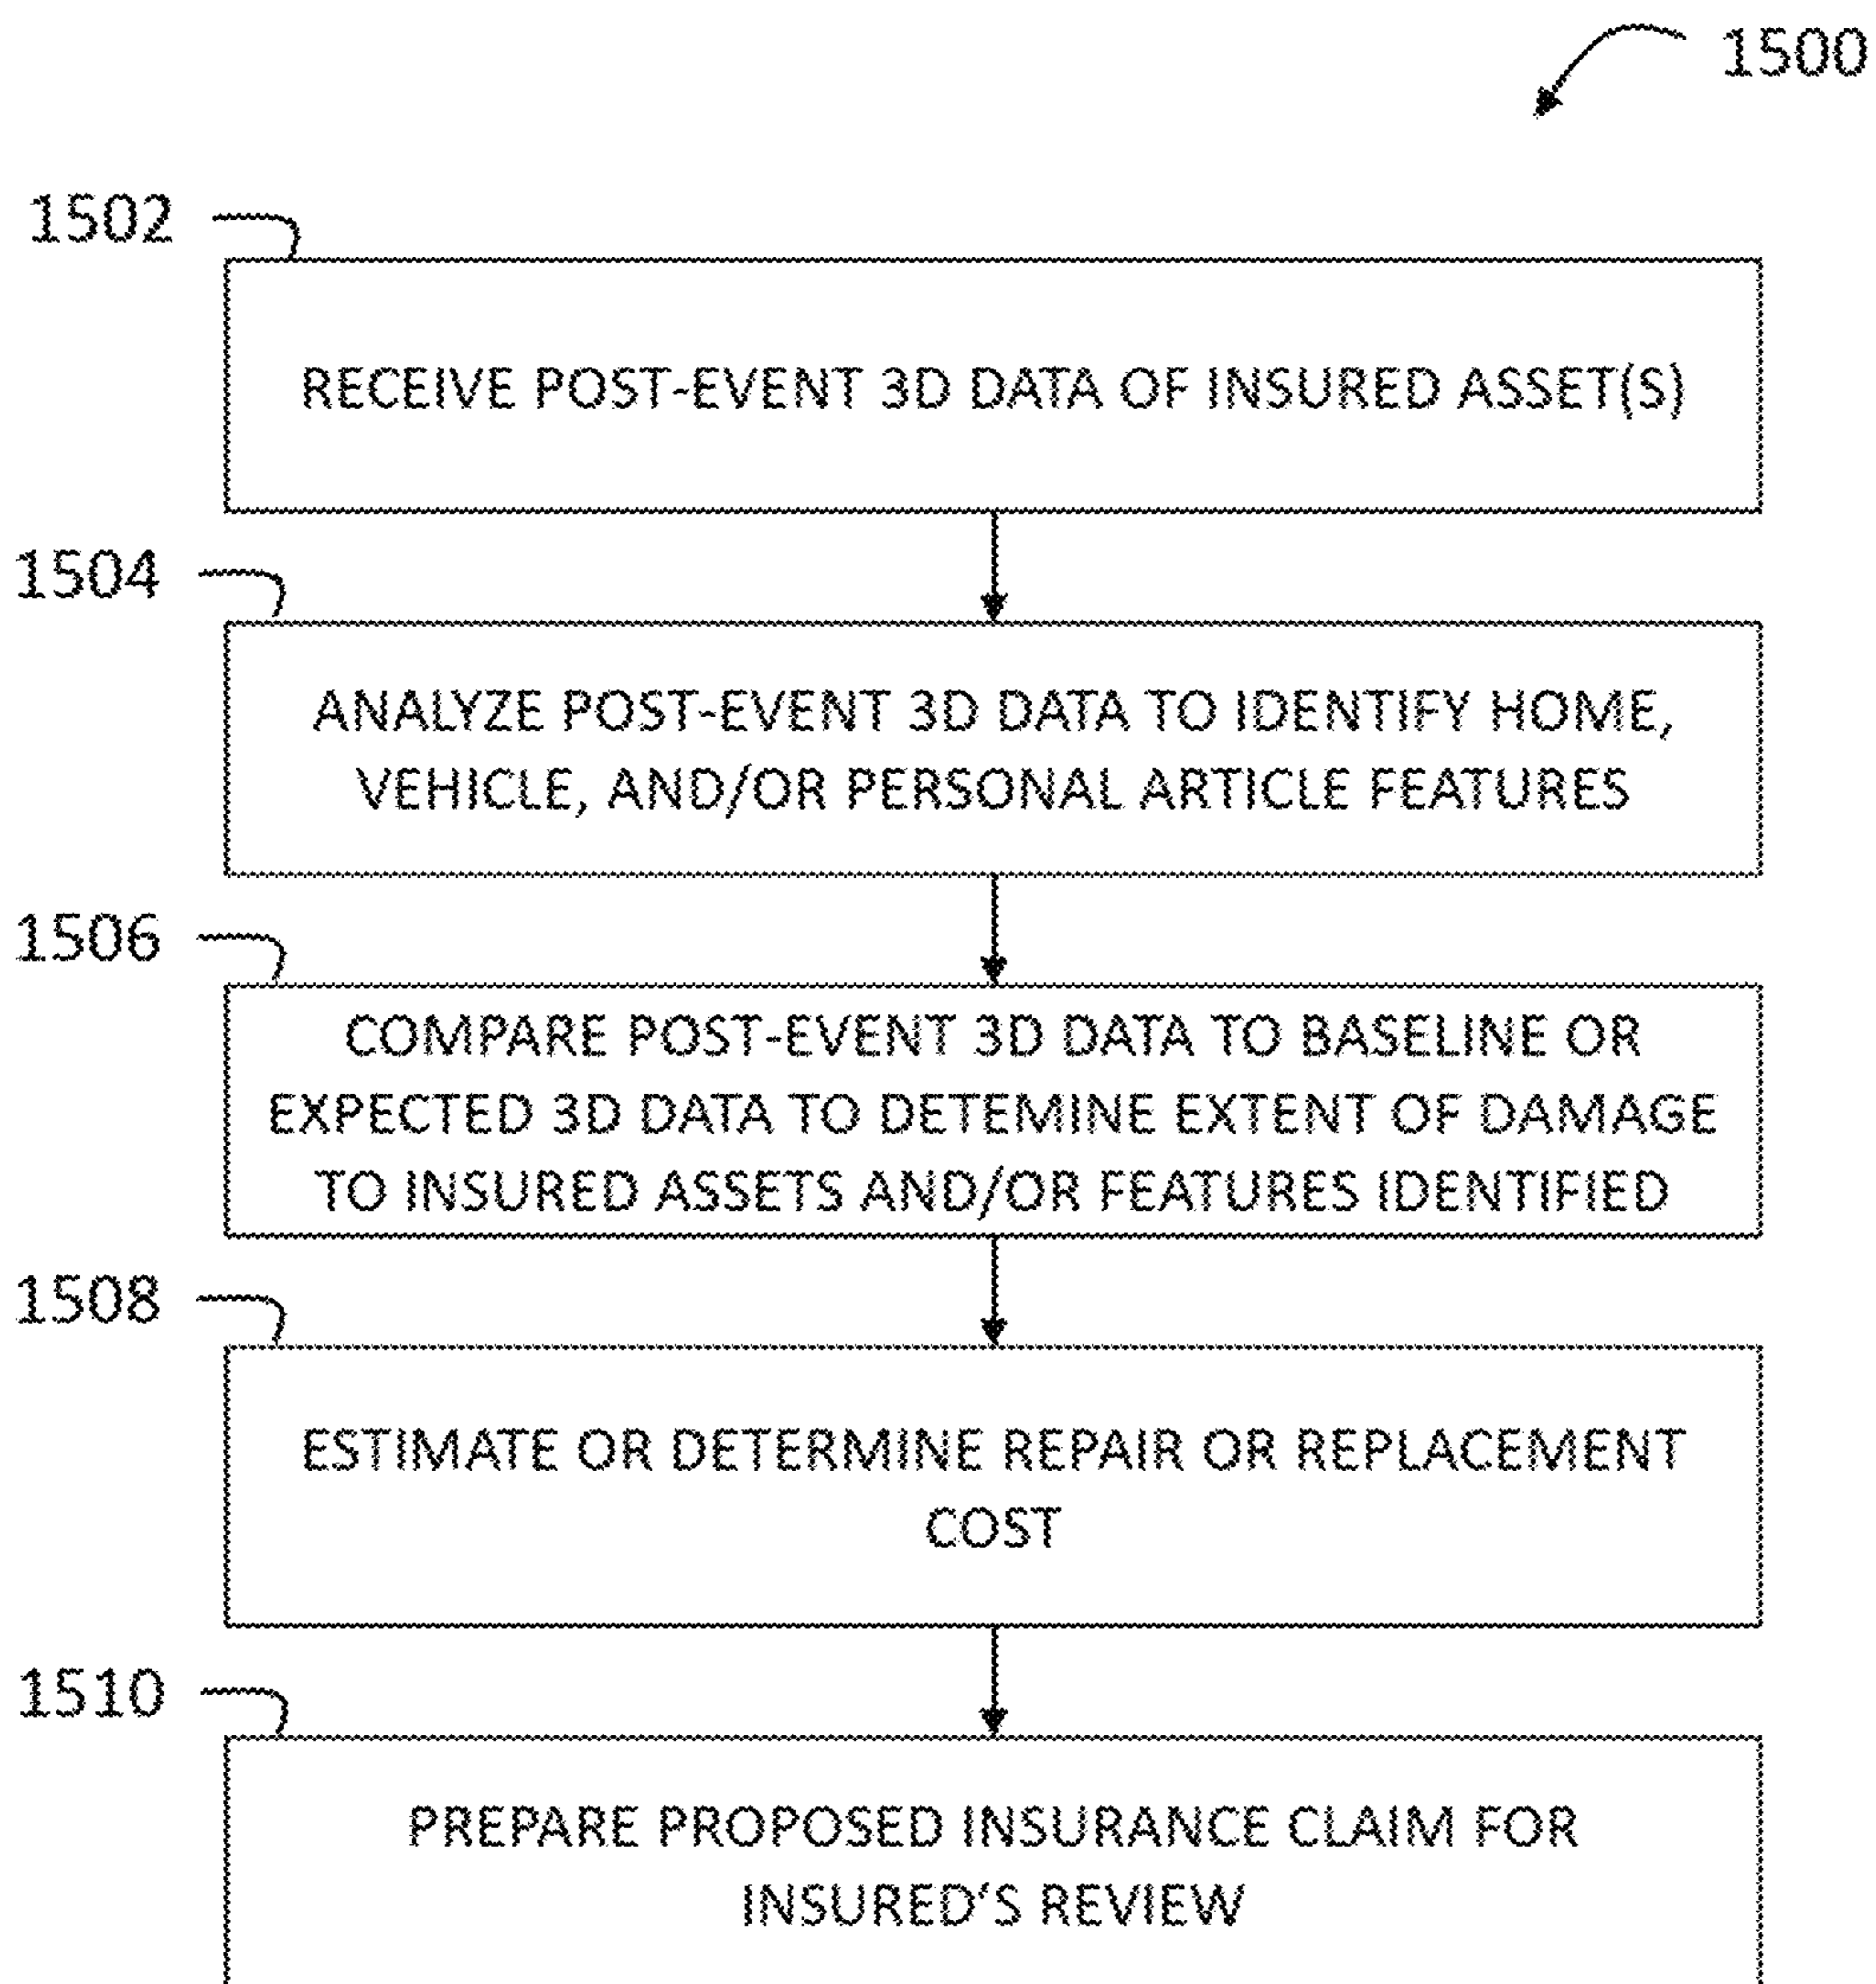 1500
1502
RECEIVE POST-EVENT 3D DATA OF INSURED ASSET(S)
1504
ANALYZE POST-EVENT 3D DATA TO IDENTIFY HOME,
VEHICLE, AND/OR PERSONAL ARTICLE FEATURES
1506
COMPARE POST-EVENT 3D DATA TO BASELINE OR
EXPECTED 3D DATA TO DETEMINE EXTENT OF DAMAGE
TO INSURED ASSETS AND/OR FEATURES IDENTIFIED
1508
ESTIMATE OR DETERMINE REPAIR OR REPLACEMENT
COST
1510
PREPARE PROPOSED INSURANCE CLAIM FOR
INSURED'S REVIEW